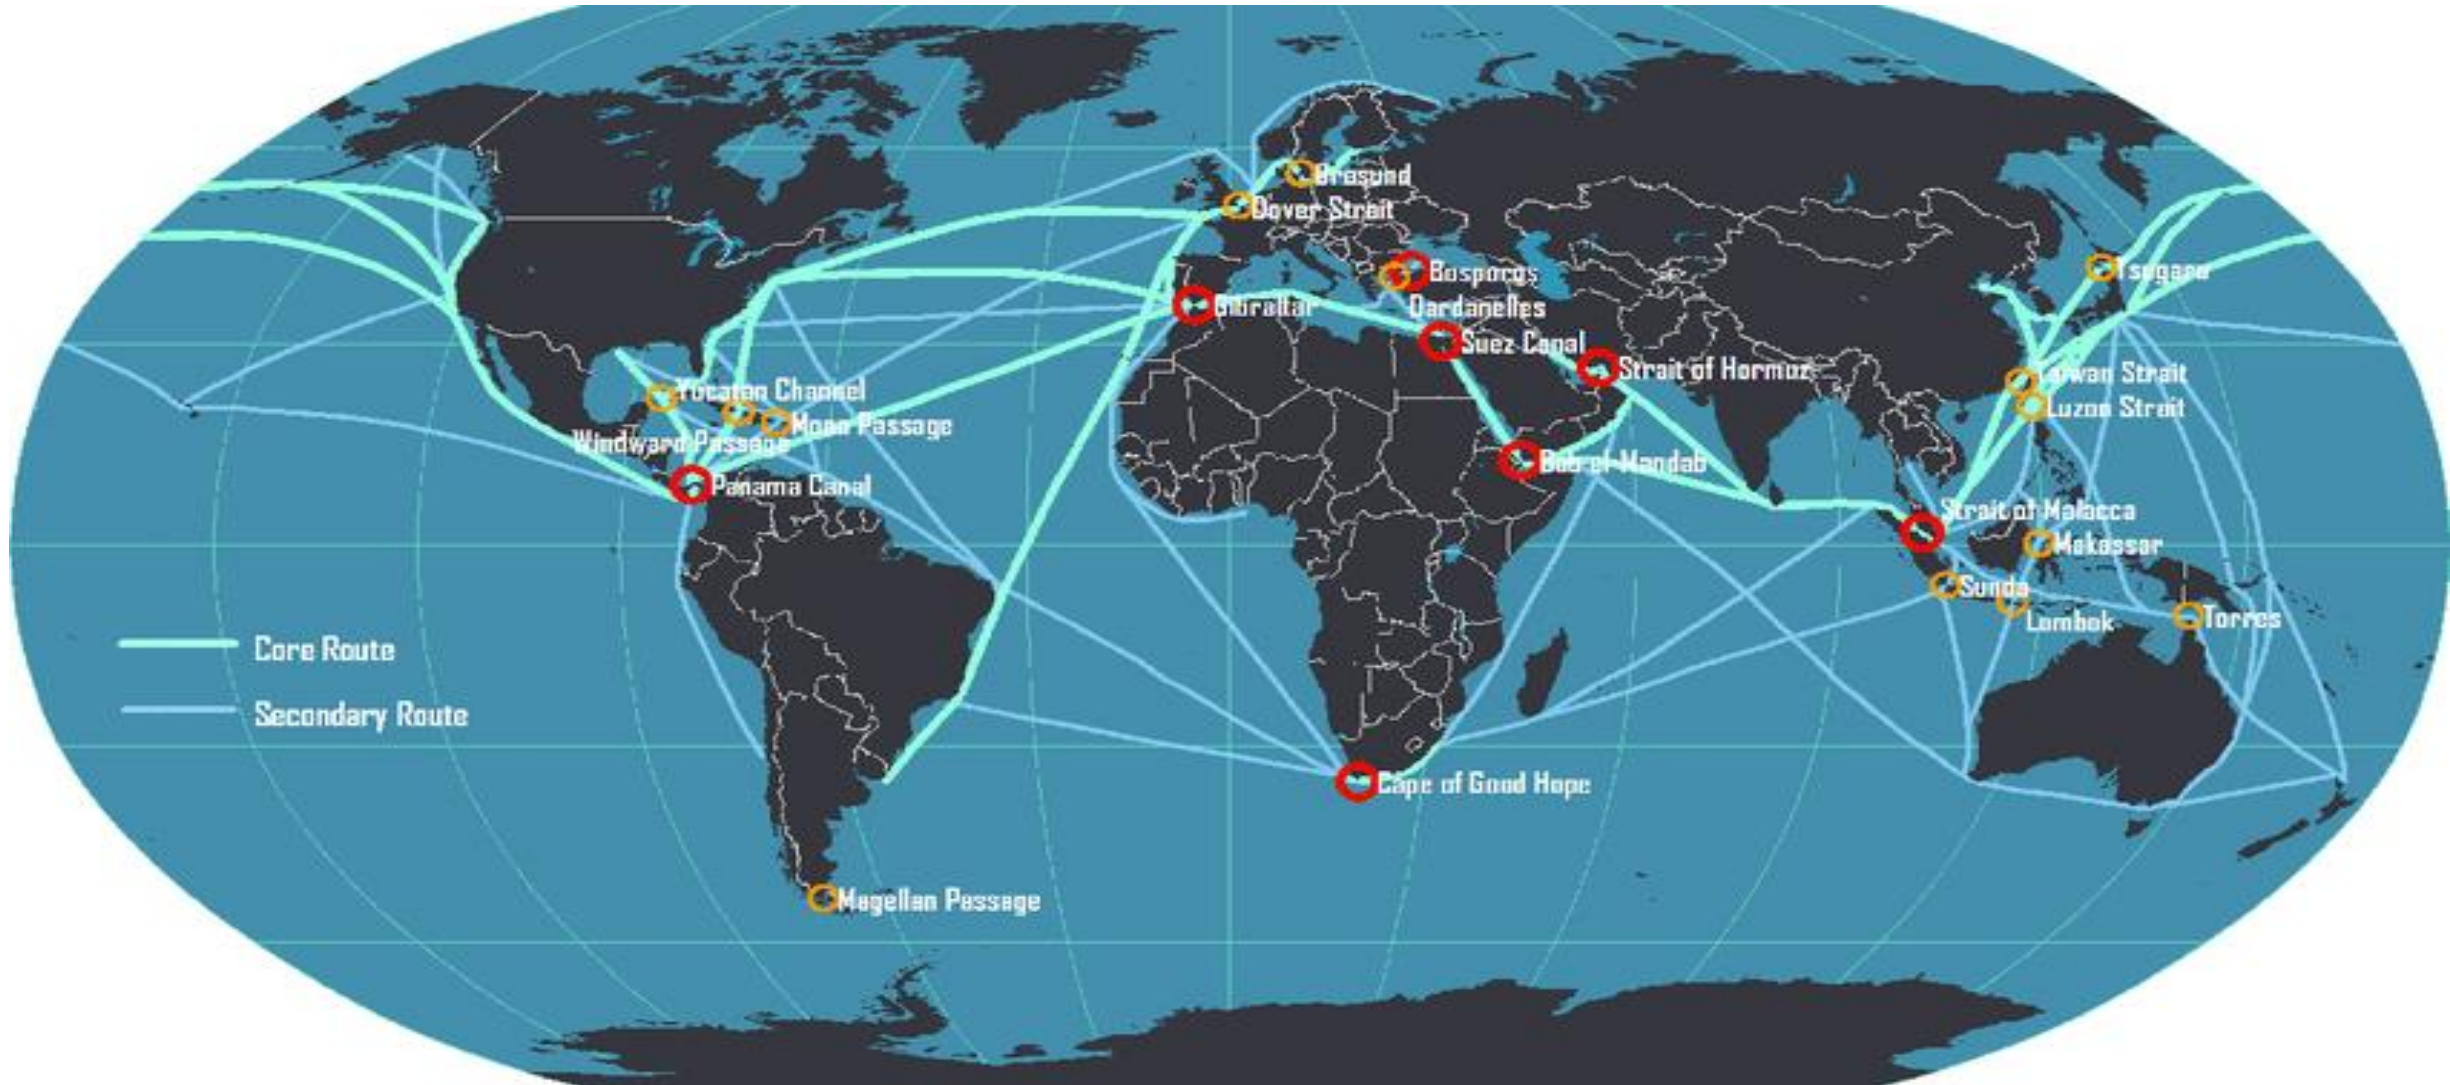 Oresund
Dover Strait
Bosporus
Tsugaru
Gibraltar
Dardanelles
Suez Canal
Strait of Hormuz
Taiwan Strait
Yucatan Channel
Luzon Strait
Mona Passage
Windward Passage
Bab el-Mandab
Panama Canal
Strait of Malacca
Makassar
Sunda
Lombok
Torres
Core Route
Secondary Route
Cape of Good Hope
Magellan Passage